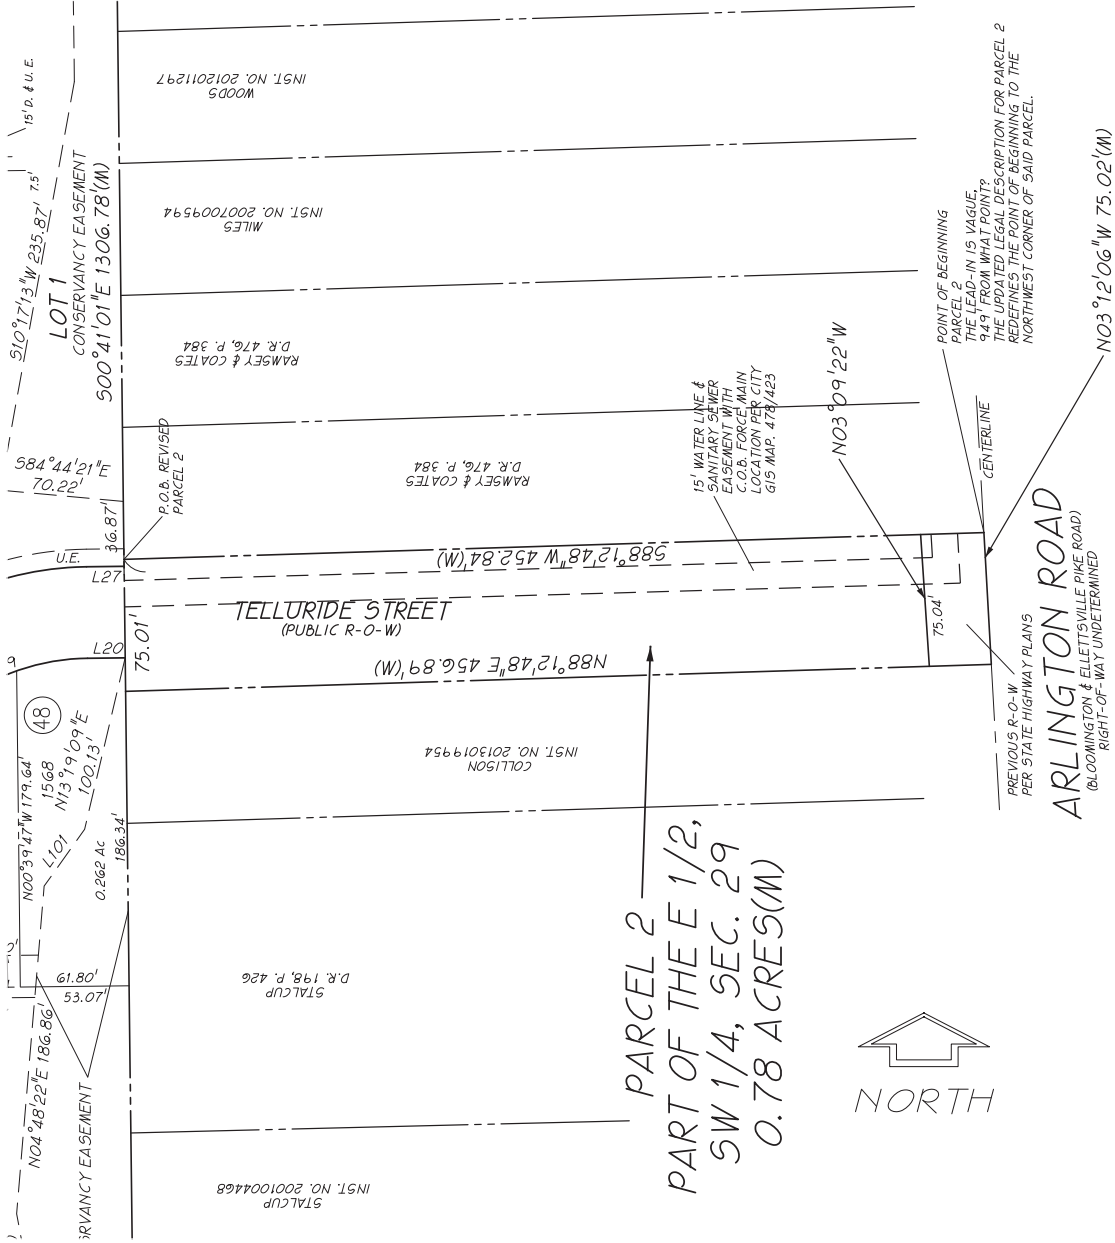 15' D. & U.E.
7.5'
S10°17'13"W 235.87'
LOT 1
CONSERVANCY EASEMENT
S00°41'01"E 1306.78'(M)
WOODS
INST. NO. 2012011297
MILES
INST. NO. 2007009594
RAMSEY & COATES
D.R. 476, P. 384
RAMSEY & COATES
D.R. 476, P. 384
S84°44'21"E
70.22'
36.87'
U.E.
L27
P.O.B. REVISED
PARCEL 2
15' WATER LINE &
SANITARY SEWER
EASEMENT WITH
C.O.B. FORCE MAIN
LOCATION PER CITY
GIS MAP. 478/423
N03°09'22"W
POINT OF BEGINNING
PARCEL 2
THE LEAD-IN IS VAGUE,
949' FROM WHAT POINT?
THE UPDATED LEGAL DESCRIPTION FOR PARCEL 2
REDEFINES THE POINT OF BEGINNING TO THE
NORTHWEST CORNER OF SAID PARCEL.
N03°12'06"W 75.02'(M)
CENTERLINE
S88°12'48"W 452.84'(M)
TELLURIDE STREET
(PUBLIC R-O-W)
N88°12'48"E 456.89'(M)
75.04'
75.01'
L20
PREVIOUS R-O-W
PER STATE HIGHWAY PLANS
ARLINGTON ROAD
(BLOOMINGTON & ELLETTSVILLE PIKE ROAD)
RIGHT-OF-WAY UNDETERMINED
48
1568
N13°19'09"E
100.13'
N00°39'47"W 179.64'
L101
0.262 Ac
186.34'
COLLISON
INST. NO. 2013019954
PARCEL 2
PART OF THE E 1/2,
SW 1/4, SEC. 29
0.78 ACRES(M)
STALCUP
D.R. 198, P. 426
61.80'
53.07'
N04°48'22"E 186.86'
RVANCY EASEMENT
STALCUP
INST. NO. 2001004468
NORTH